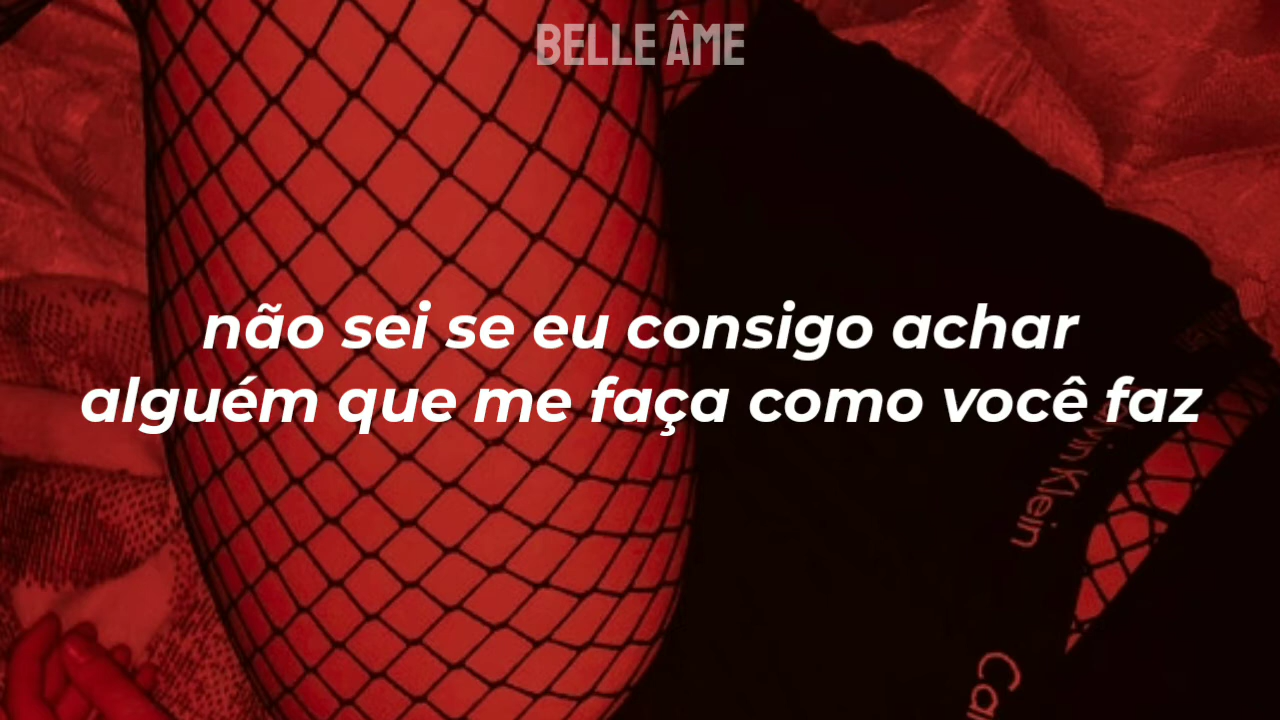 BELLE ÂME
não sei se eu consigo achar
alguém que me faça como você faz
Calvin Klein